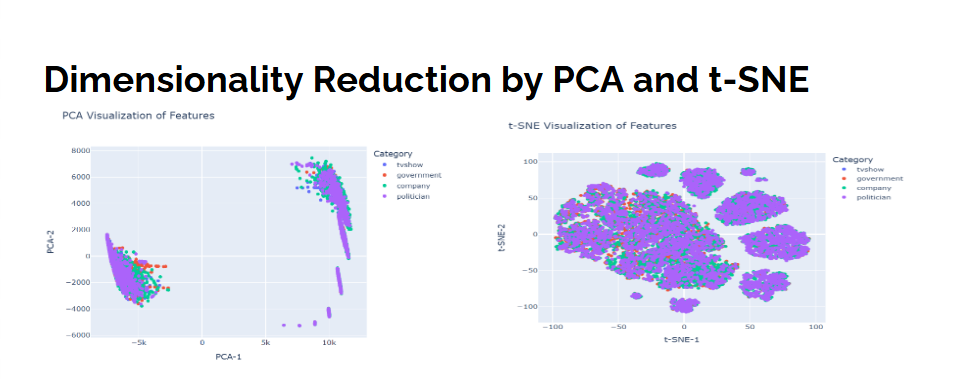 Dimensionality Reduction by PCA and t-SNE
PCA Visualization of Features
8000
6000
4000
2000
0
−2000
−4000
−6000
−5k
0
5k
10k
PCA-1
PCA-2
Category
tvshow
government
company
politician
t-SNE Visualization of Features
100
50
0
−50
−100
−100
−50
0
50
100
t-SNE-1
t-SNE-2
Category
tvshow
government
company
politician